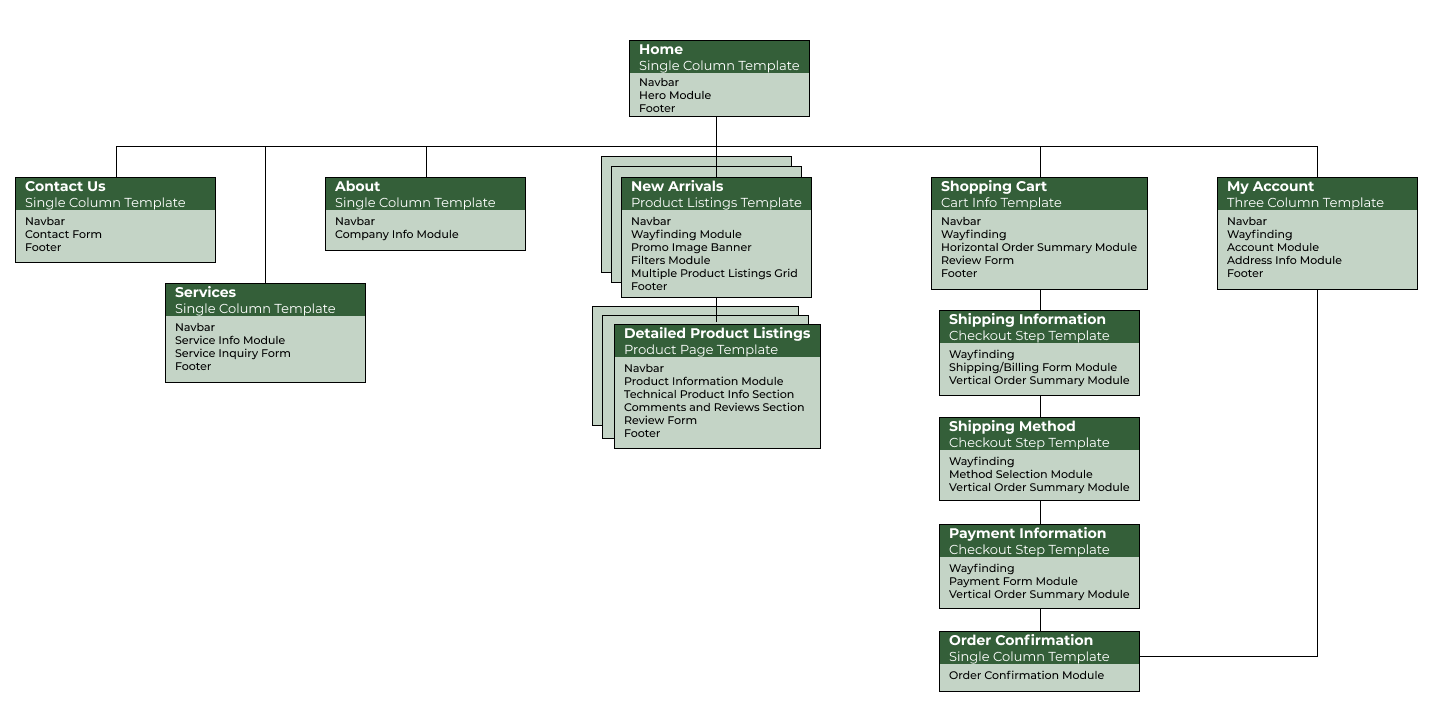 Home
Single Column Template
Navbar
Hero Module
Footer
Contact Us
Single Column Template
Navbar
Contact Form
Footer
Services
Single Column Template
Navbar
Service Info Module
Service Inquiry Form
Footer
About
Single Column Template
Navbar
Company Info Module
New Arrivals
Product Listings Template
Navbar
Wayfinding Module
Promo Image Banner
Filters Module
Multiple Product Listings Grid
Footer
Detailed Product Listings
Product Page Template
Navbar
Product Information Module
Technical Product Info Section
Comments and Reviews Section
Review Form
Footer
Shopping Cart
Cart Info Template
Navbar
Wayfinding
Horizontal Order Summary Module
Review Form
Footer
Shipping Information
Checkout Step Template
Wayfinding
Shipping/Billing Form Module
Vertical Order Summary Module
Shipping Method
Checkout Step Template
Wayfinding
Method Selection Module
Vertical Order Summary Module
Payment Information
Checkout Step Template
Wayfinding
Payment Form Module
Vertical Order Summary Module
Order Confirmation
Single Column Template
Order Confirmation Module
My Account
Three Column Template
Navbar
Wayfinding
Account Module
Address Info Module
Footer